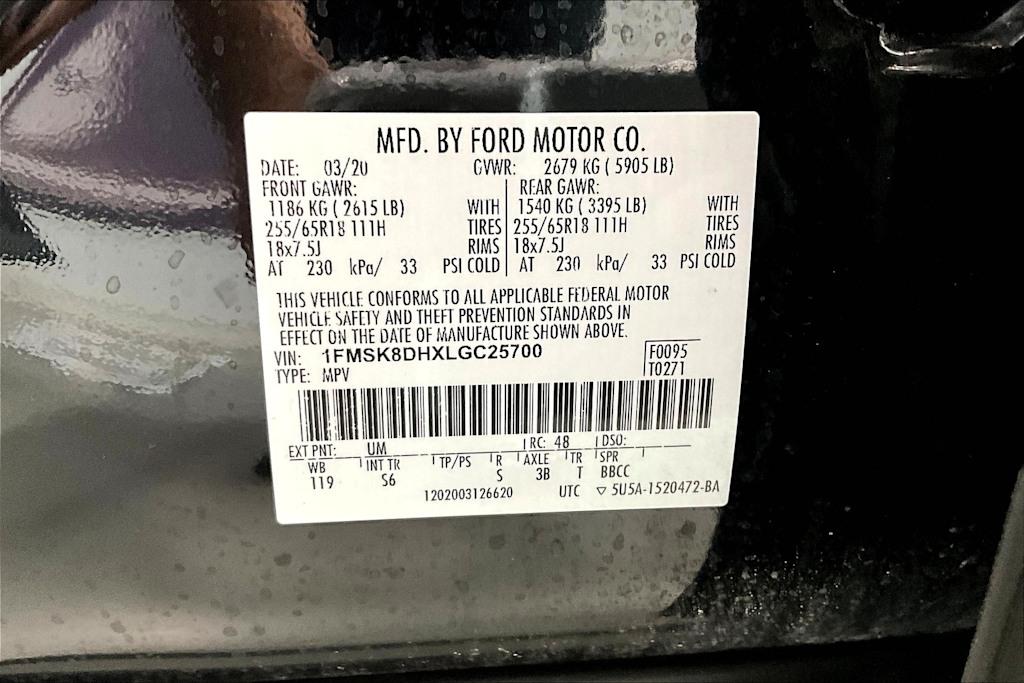 MFD. BY FORD MOTOR CO.
DATE: 03/20 GVWR: 2679 KG ( 5905 LB)
FRONT GAWR: REAR GAWR:
1186 KG ( 2615 LB) WITH 1540 KG ( 3395 LB) WITH
255/65R18 111H TIRES 255/65R18 111H TIRES
18x7.5J RIMS 18x7.5J RIMS
AT 230 kPa/ 33 PSI COLD AT 230 kPa/ 33 PSI COLD
THIS VEHICLE CONFORMS TO ALL APPLICABLE FEDERAL MOTOR
VEHICLE SAFETY AND THEFT PREVENTION STANDARDS IN
EFFECT ON THE DATE OF MANUFACTURE SHOWN ABOVE.
VIN: 1FMSK8DHXLGC25700 F0095
TYPE: MPV T0271
EXT PNT: UM RC: 48 DSO:
WB INT TR TP/PS R AXLE TR SPR
119 S6 S 3B T BBCC
1202003126620 UTC ▽ 5U5A-1520472-BA